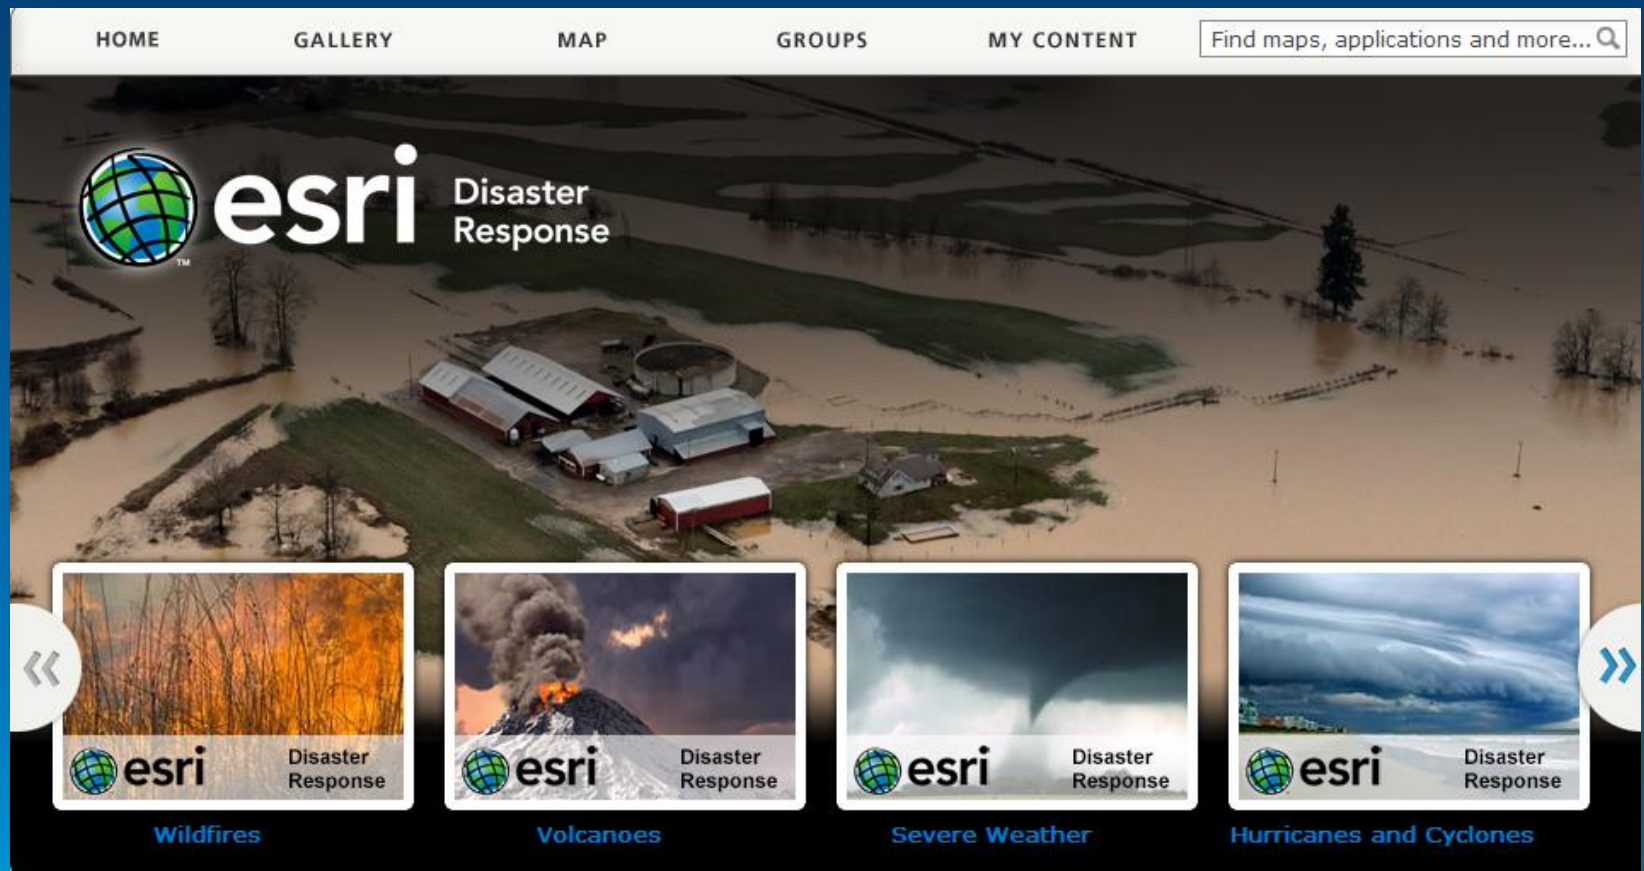 HOME GALLERY MAP GROUPS MY CONTENT Find maps, applications and more...
esri Disaster
Response
TM
esri Disaster
Response
esri Disaster
Response
esri Disaster
Response
esri Disaster
Response
Wildfires Volcanoes Severe Weather Hurricanes and Cyclones